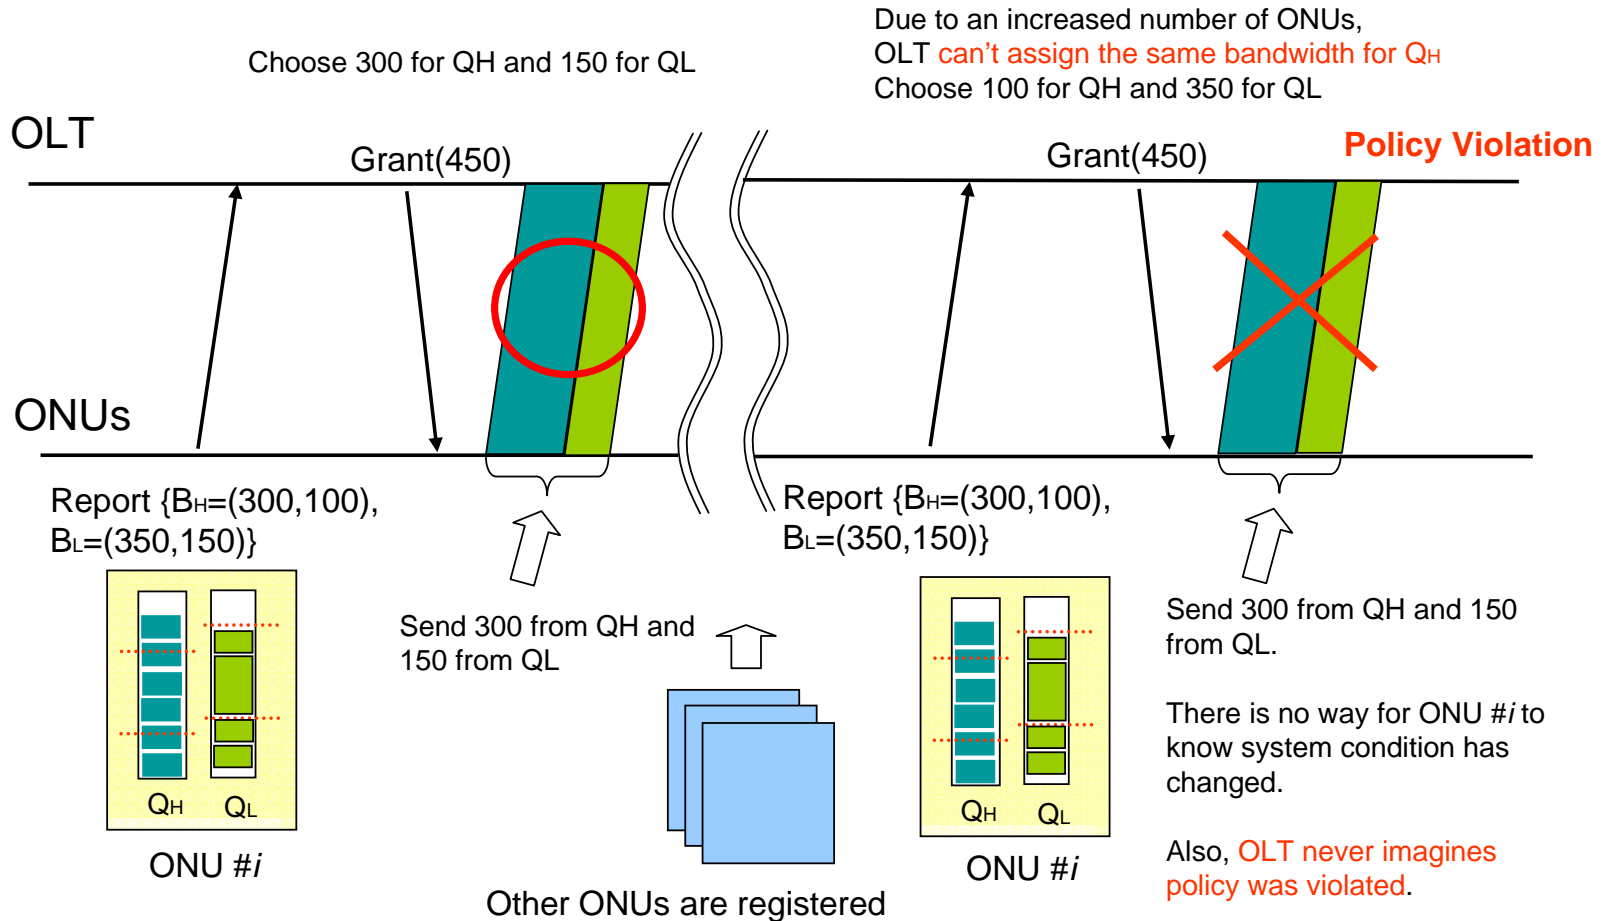 Choose 300 for QH and 150 for QL
Due to an increased number of ONUs,
OLT can't assign the same bandwidth for QH
Choose 100 for QH and 350 for QL
OLT
Grant(450)
Grant(450)
Policy Violation
ONUs
Report {BH=(300,100),
BL=(350,150)}
Report {BH=(300,100),
BL=(350,150)}
Send 300 from QH and
150 from QL
Send 300 from QH and 150
from QL.
There is no way for ONU #i to
know system condition has
changed.
Also, OLT never imagines
policy was violated.
QH
QL
QH
QL
ONU #i
ONU #i
Other ONUs are registered